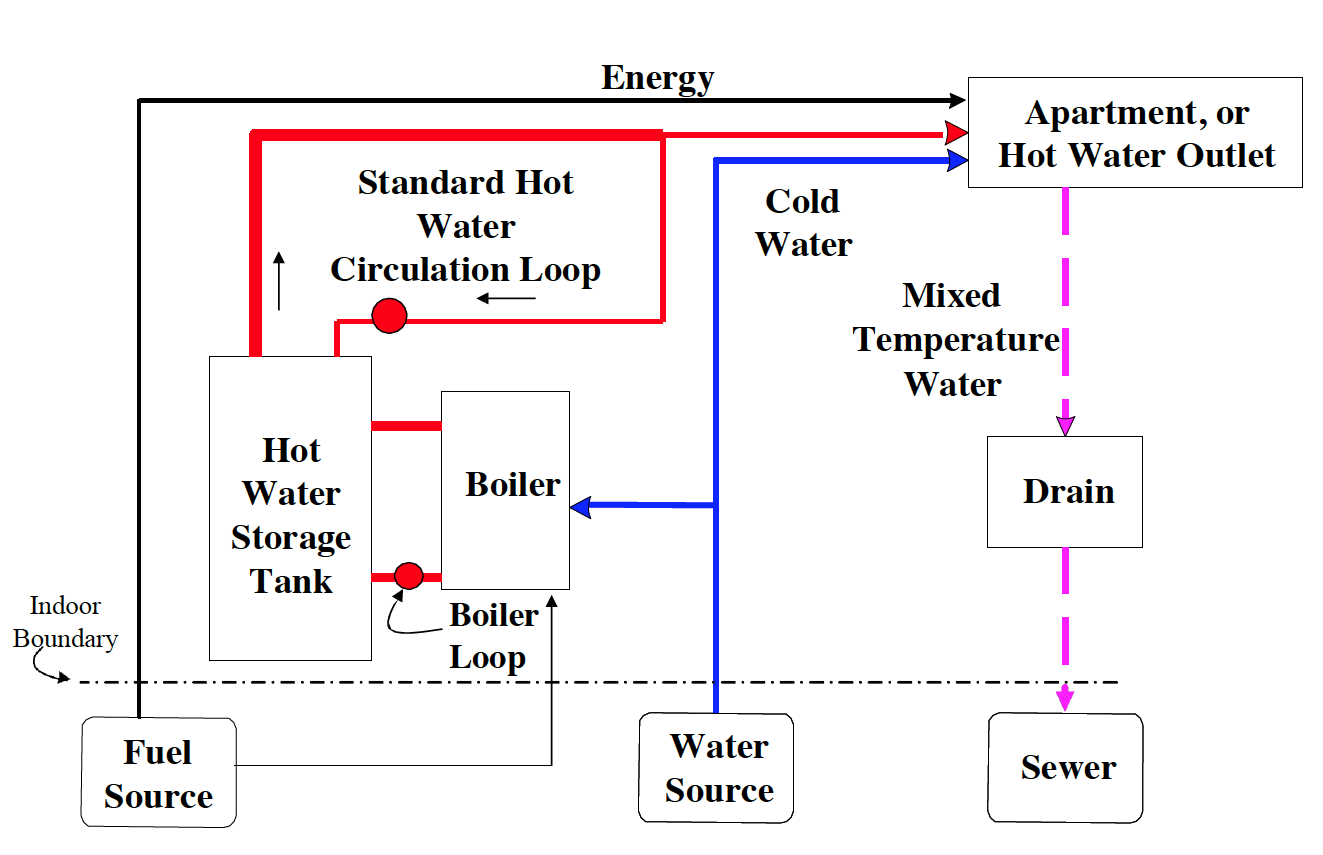 Energy
Apartment, or
Hot Water Outlet
Standard Hot
Water
Circulation Loop
Cold
Water
Mixed
Temperature
Water
Hot
Water
Storage
Tank
Boiler
Drain
Indoor
Boundary
Boiler
Loop
Fuel
Source
Water
Source
Sewer